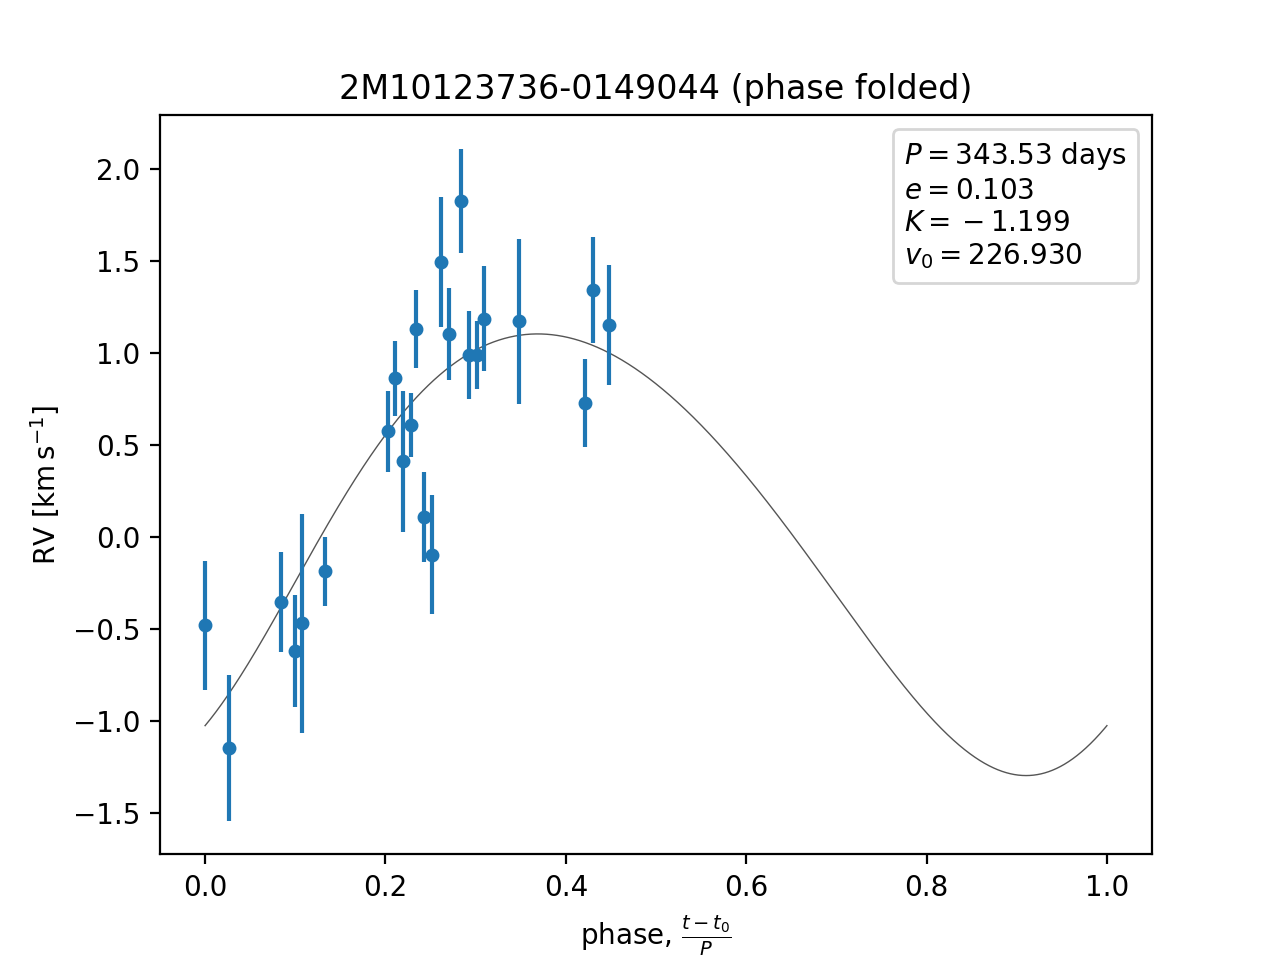 2M10123736-0149044 (phase folded)
P = 343.53 days
e = 0.103
K = −1.199
v₀ = 226.930
RV [km s⁻¹]
2.0
1.5
1.0
0.5
0.0
−0.5
−1.0
−1.5
0.0 0.2 0.4 0.6 0.8 1.0
phase, (t − t₀)/P